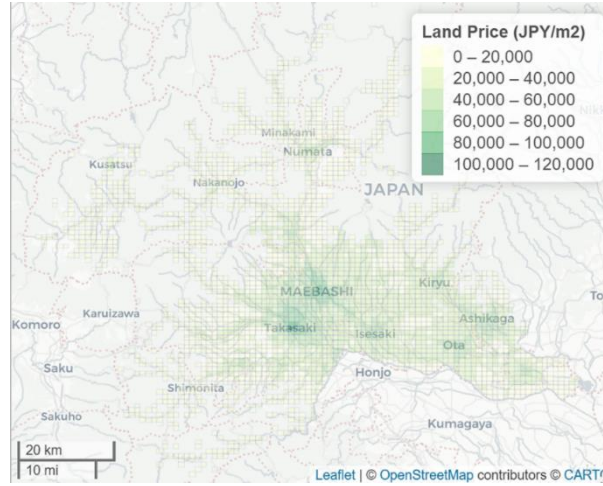 Land Price (JPY/m2)
0 – 20,000
20,000 – 40,000
40,000 – 60,000
60,000 – 80,000
80,000 – 100,000
100,000 – 120,000
Minakami
Numata
Kusatsu
Nakanojo
JAPAN
MAEBASHI
Kiryu
Karuizawa
Komoro
Takasaki
Isesaki
Ashikaga
Ota
Saku
Honjo
Shimonita
Sakuho
Kumagaya
20 km
10 mi
Leaflet | © OpenStreetMap contributors © CART